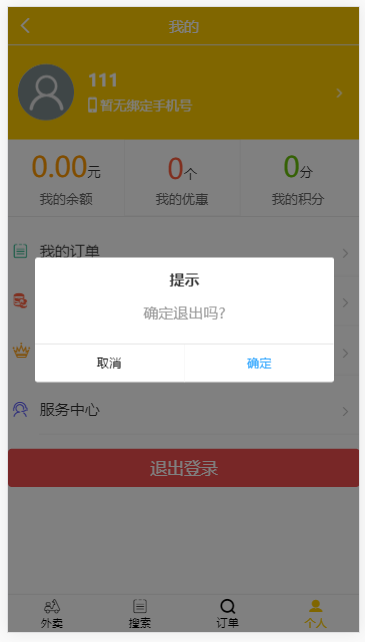 我的
111
暂无绑定手机号
0.00元 0个 0分
我的余额 我的优惠 我的积分
我的订单
提示
确定退出吗?
取消 确定
服务中心
退出登录
外卖 搜索 订单 个人